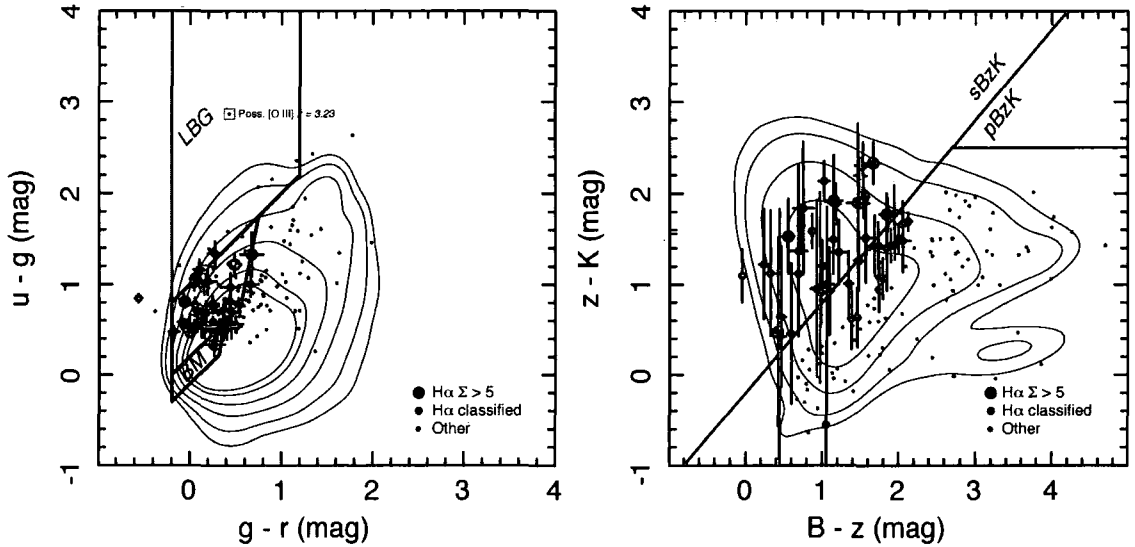 4
3
2
1
0
-1
u - g (mag)
LBG
Poss. [O III] z = 3.23
BM
Hα Σ > 5
Hα classified
Other
0 1 2 3 4
g - r (mag)
4
3
2
1
0
-1
z - K (mag)
sBzK
pBzK
Hα Σ > 5
Hα classified
Other
0 1 2 3 4
B - z (mag)